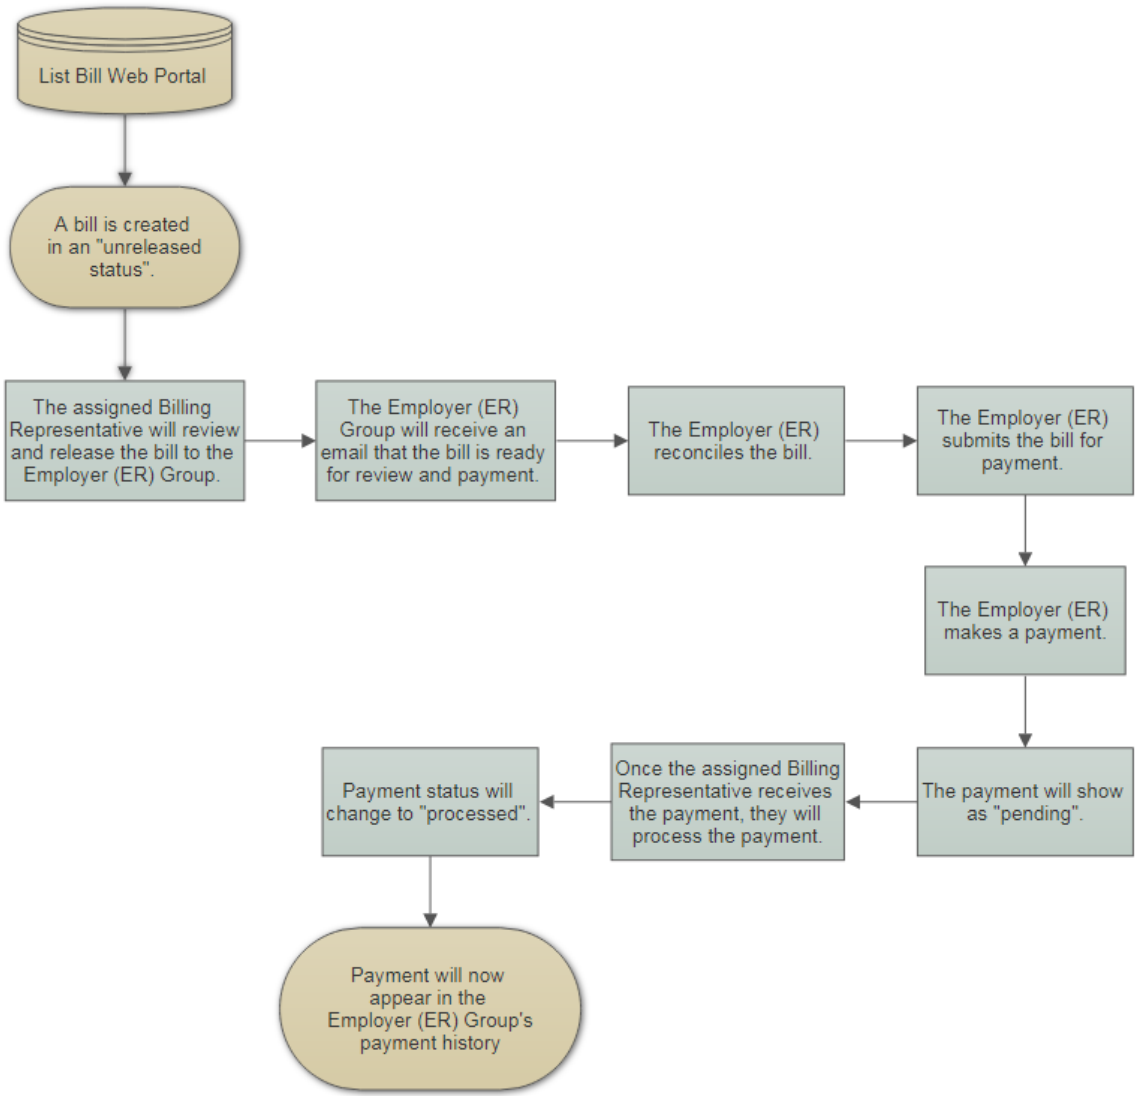 List Bill Web Portal
A bill is created
in an "unreleased
status".
The assigned Billing
Representative will review
and release the bill to the
Employer (ER) Group.
The Employer (ER)
Group will receive an
email that the bill is ready
for review and payment.
The Employer (ER)
reconciles the bill.
The Employer (ER)
submits the bill for
payment.
The Employer (ER)
makes a payment.
The payment will show
as "pending".
Once the assigned Billing
Representative receives
the payment, they will
process the payment.
Payment status will
change to "processed".
Payment will now
appear in the
Employer (ER) Group's
payment history